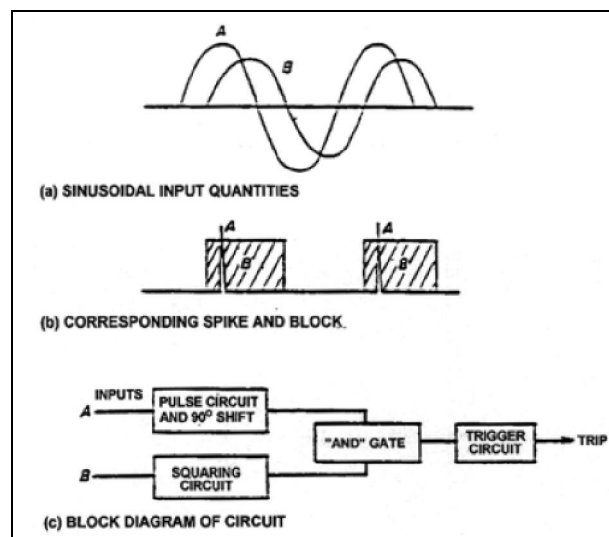 A
B
(a) SINUSOIDAL INPUT QUANTITIES
A A
B B
(b) CORRESPONDING SPIKE AND BLOCK.
INPUTS
A
PULSE CIRCUIT
AND 90° SHIFT
"AND" GATE
TRIGGER
CIRCUIT
TRIP
B
SQUARING
CIRCUIT
(c) BLOCK DIAGRAM OF CIRCUIT